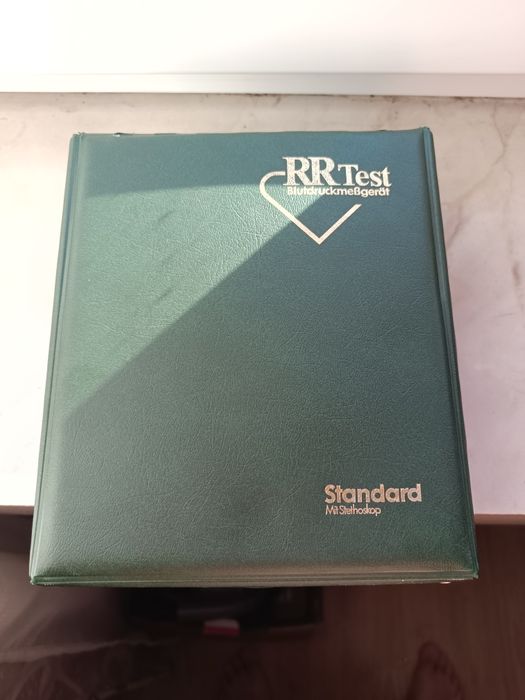 RR Test
Blutdruckmeßgerät
Standard
Mit Stethoskop